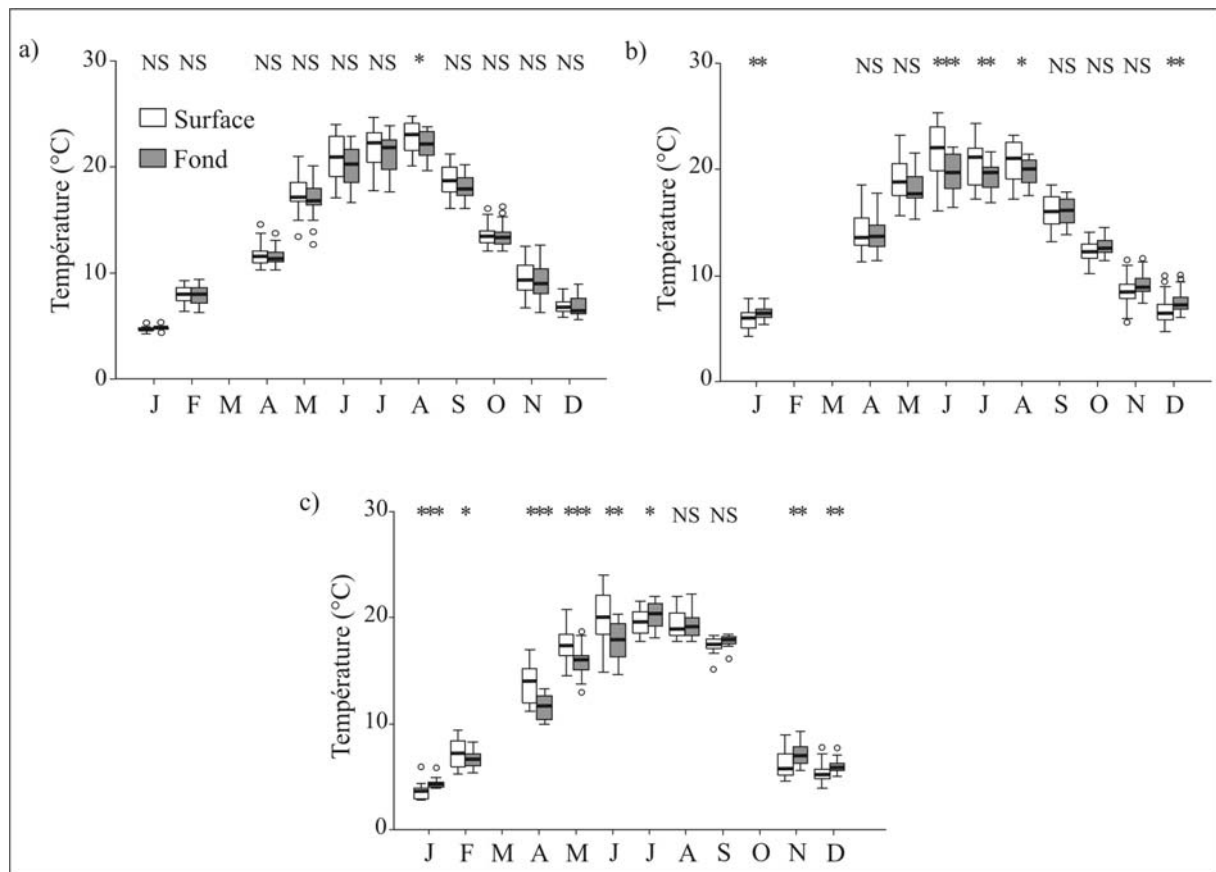 a)
NS NS NS NS NS NS * NS NS NS NS
30
20
10
0
Température (°C)
Surface
Fond
J F M A M J J A S O N D
b)
** NS NS *** ** * NS NS NS **
30
20
10
0
Température (°C)
J F M A M J J A S O N D
c)
*** * *** *** ** * NS NS ** **
30
20
10
0
Température (°C)
J F M A M J J A S O N D